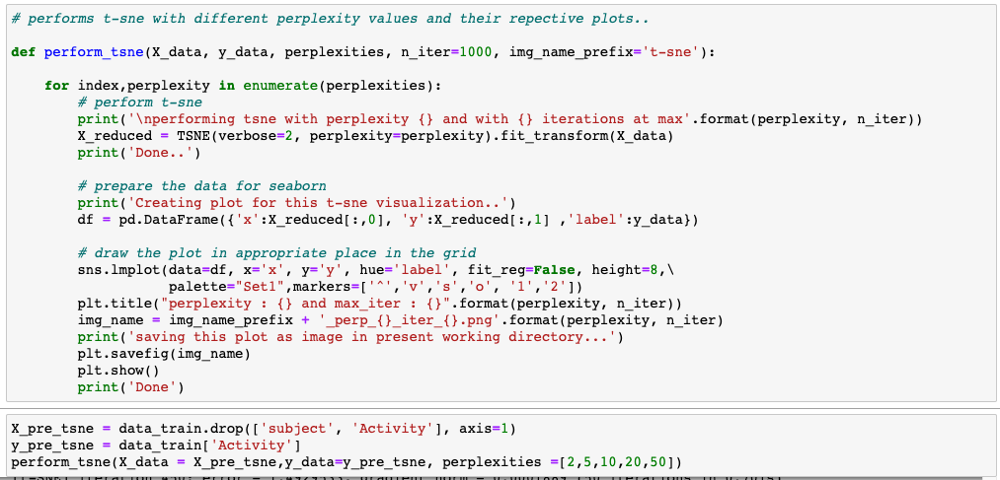 # performs t-sne with different perplexity values and their repective plots..
def perform_tsne(X_data, y_data, perplexities, n_iter=1000, img_name_prefix='t-sne'):
    for index,perplexity in enumerate(perplexities):
        # perform t-sne
        print('\nperforming tsne with perplexity {} and with {} iterations at max'.format(perplexity, n_iter))
        X_reduced = TSNE(verbose=2, perplexity=perplexity).fit_transform(X_data)
        print('Done..')
        # prepare the data for seaborn
        print('Creating plot for this t-sne visualization..')
        df = pd.DataFrame({'x':X_reduced[:,0], 'y':X_reduced[:,1] ,'label':y_data})
        # draw the plot in appropriate place in the grid
        sns.lmplot(data=df, x='x', y='y', hue='label', fit_reg=False, height=8,\
                   palette="Set1",markers=['^','v','s','o', '1','2'])
        plt.title("perplexity : {} and max_iter : {}".format(perplexity, n_iter))
        img_name = img_name_prefix + '_perp_{}_iter_{}.png'.format(perplexity, n_iter)
        print('saving this plot as image in present working directory...')
        plt.savefig(img_name)
        plt.show()
        print('Done')
X_pre_tsne = data_train.drop(['subject', 'Activity'], axis=1)
y_pre_tsne = data_train['Activity']
perform_tsne(X_data = X_pre_tsne,y_data=y_pre_tsne, perplexities =[2,5,10,20,50])